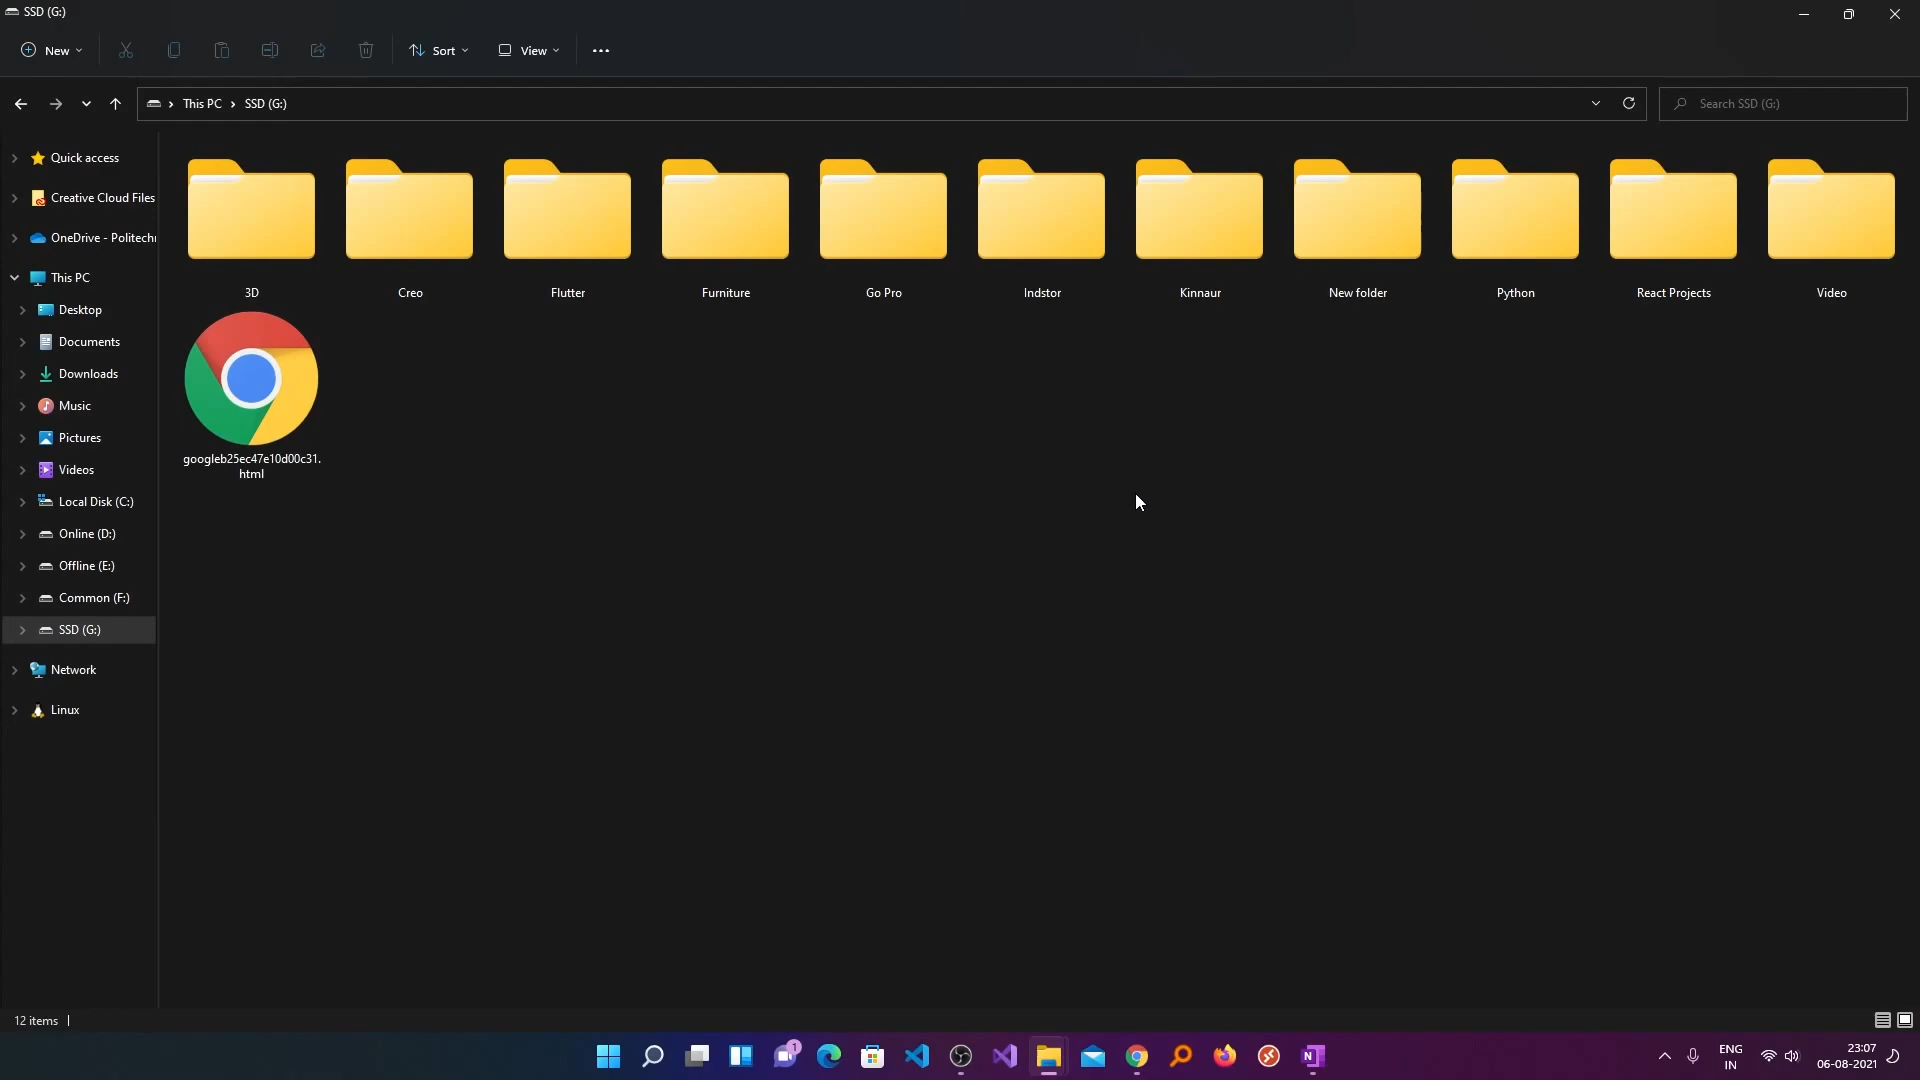 SSD (G:)
New
Sort
View
This PC
SSD (G:)
Search SSD (G:)
Quick access
Creative Cloud Files
OneDrive - Politechn
This PC
Desktop
Documents
Downloads
Music
Pictures
Videos
Local Disk (C:)
Online (D:)
Offline (E:)
Common (F:)
SSD (G:)
Network
Linux
3D
Creo
Flutter
Furniture
Go Pro
Indstor
Kinnaur
New folder
Python
React Projects
Video
googleb25ec47e10d00c31.
html
12 items
1
N
ENG
IN
23:07
06-08-2021